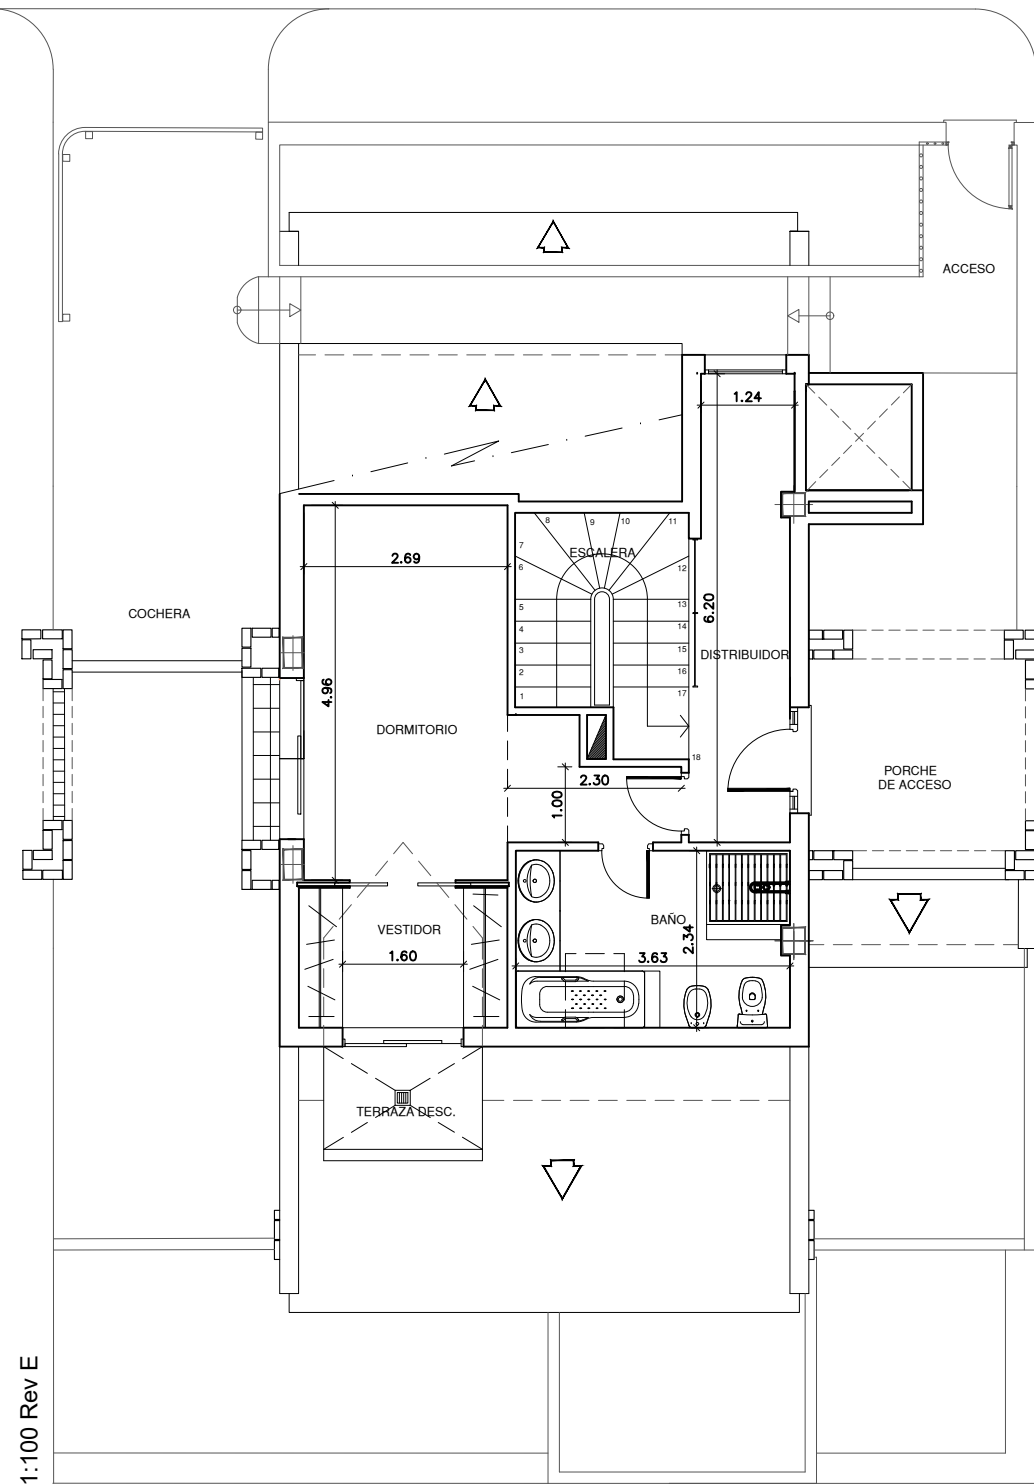 ACCESO
1.24
8
9
10
11
7
ESCALERA
2.69
6
12
5
13
6.20
COCHERA
4
14
3
15
DISTRIBUIDOR
2
16
4.96
1
17
DORMITORIO
18
PORCHE
DE ACCESO
2.30
1.00
VESTIDOR
BAÑO
2.34
1.60
3.63
TERRAZA DESC.
1:100 Rev E